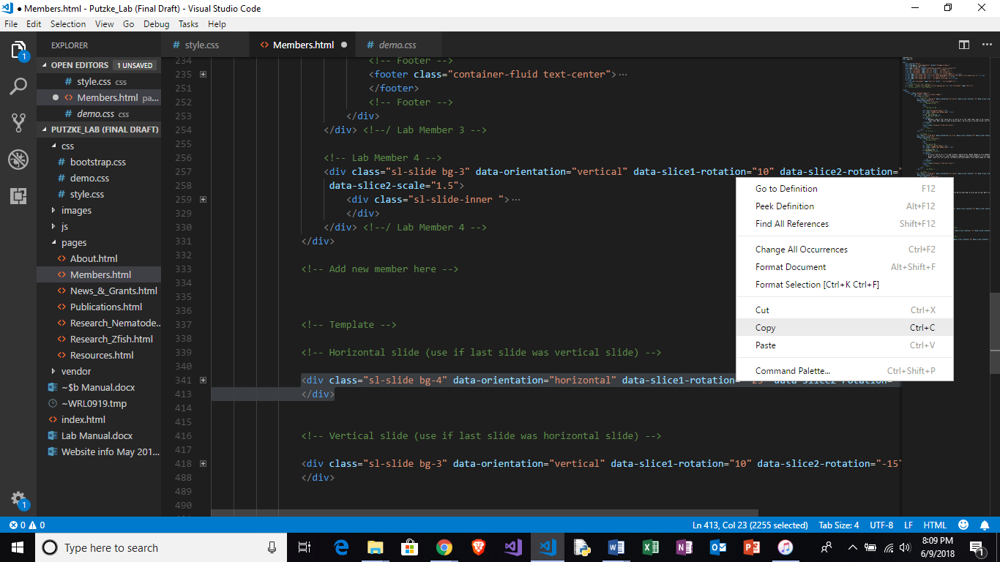 ● Members.html - Putzke_Lab (Final Draft) - Visual Studio Code
File Edit Selection View Go Debug Tasks Help
EXPLORER
# style.css
<> Members.html ●
# demo.css
OPEN EDITORS 1 UNSAVED
# style.css css
● <> Members.html pa...
# demo.css css
PUTZKE_LAB (FINAL DRAFT)
css
# bootstrap.css
# demo.css
# style.css
images
js
pages
<> About.html
<> Members.html
<> News_&_Grants.html
<> Publications.html
<> Research_Nematode...
<> Research_Zfish.html
<> Resources.html
vendor
~$b Manual.docx
~WRL0919.tmp
<> index.html
Lab Manual.docx
Website info May 201...
1
1
234 <!-- Footer -->
235 <footer class="container-fluid text-center">...
251 </footer>
252 <!-- Footer -->
253 </div>
254 </div> <!--/ Lab Member 3 -->
255
256 <!-- Lab Member 4 -->
257 <div class="sl-slide bg-3" data-orientation="vertical" data-slice1-rotation="10" data-slice2-rotation="
258 data-slice2-scale="1.5">
259 <div class="sl-slide-inner ">...
329 </div>
330 </div> <!--/ Lab Member 4 -->
331 </div>
332
333 <!-- Add new member here -->
334
335
336
337 <!-- Template -->
338
339 <!-- Horizontal slide (use if last slide was vertical slide) -->
340
341 <div class="sl-slide bg-4" data-orientation="horizontal" data-slice1-rotation="-25" data-slice2-rotation="
413 </div>
414
415
416 <!-- Vertical slide (use if last slide was horizontal slide) -->
417
418 <div class="sl-slide bg-3" data-orientation="vertical" data-slice1-rotation="10" data-slice2-rotation="-15"
488 </div>
489
490
Go to Definition F12
Peek Definition Alt+F12
Find All References Shift+F12
Change All Occurrences Ctrl+F2
Format Document Alt+Shift+F
Format Selection [Ctrl+K Ctrl+F]
Cut Ctrl+X
Copy Ctrl+C
Paste Ctrl+V
Command Palette... Ctrl+Shift+P
0 0
Ln 413, Col 23 (2255 selected) Tab Size: 4 UTF-8 LF HTML
Type here to search
8:09 PM
6/9/2018
1